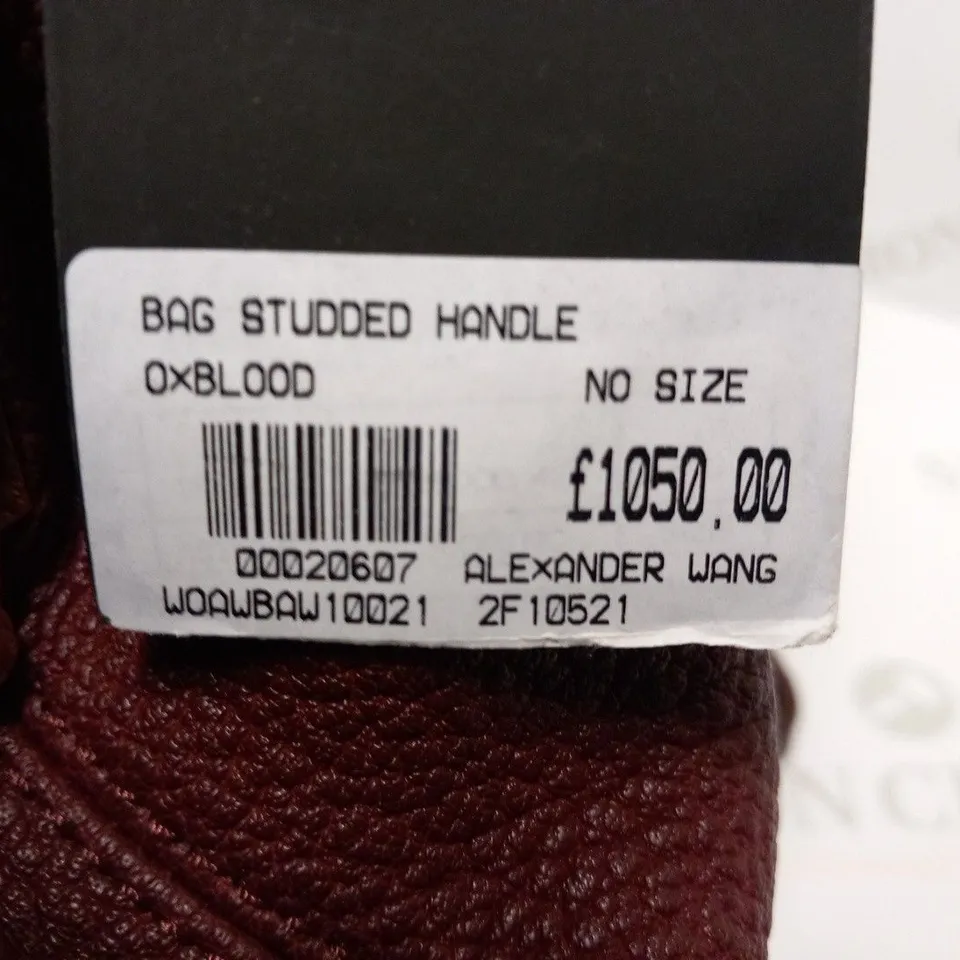 BAG STUDDED HANDLE
OXBLOOD NO SIZE
£1050.00
00020607 ALEXANDER WANG
WOAWBAW10021 2F10521